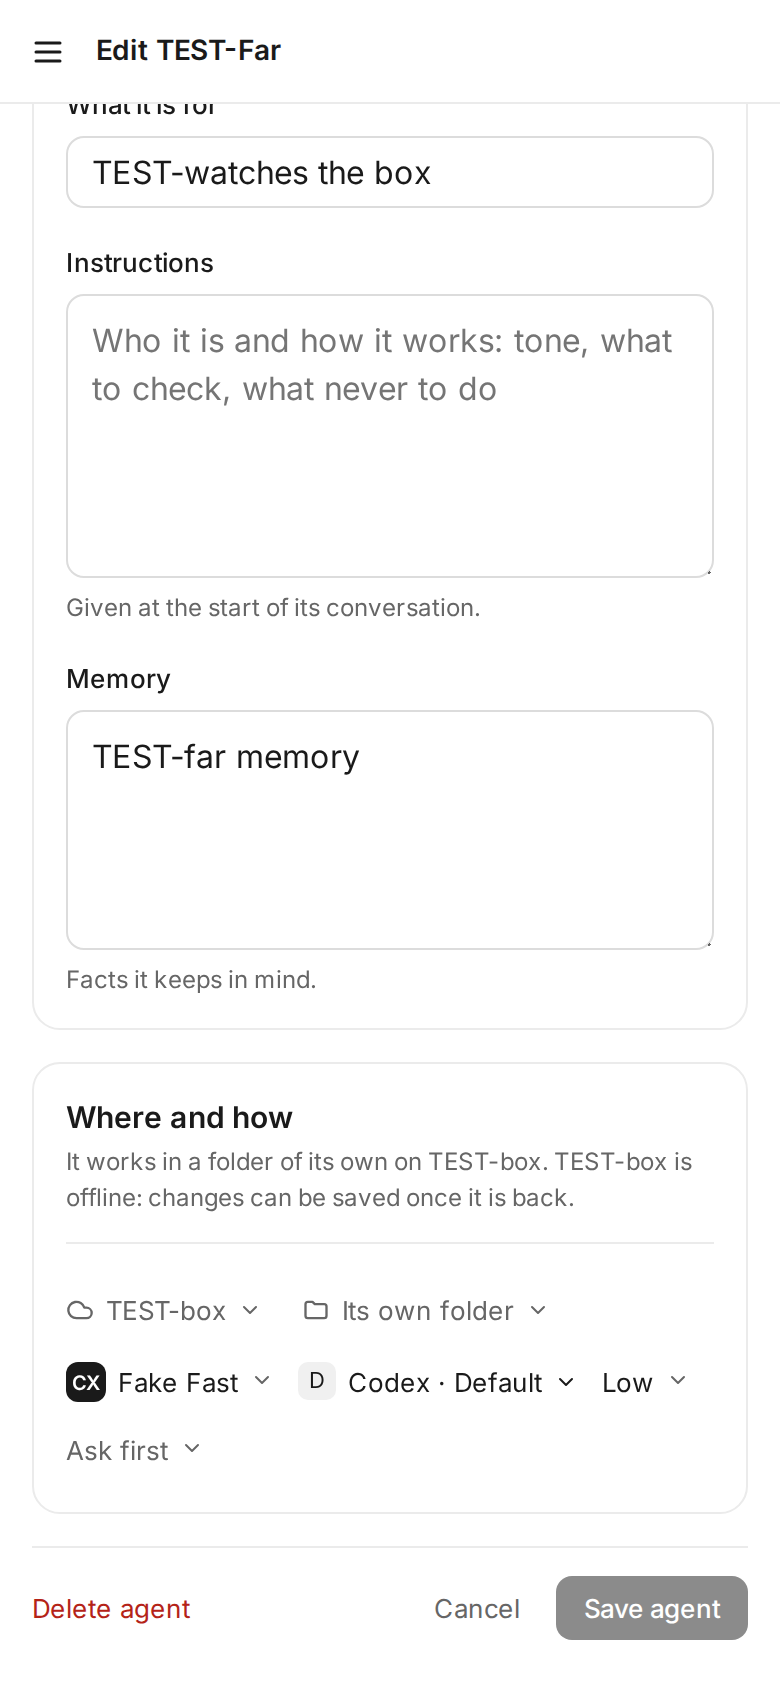 Edit TEST-Far
What it is for
TEST-watches the box
Instructions
Who it is and how it works: tone, what
to check, what never to do
Given at the start of its conversation.
Memory
TEST-far memory
Facts it keeps in mind.
Where and how
It works in a folder of its own on TEST-box. TEST-box is
offline: changes can be saved once it is back.
TEST-box Its own folder
CX Fake Fast D Codex · Default Low
Ask first
Delete agent Cancel Save agent